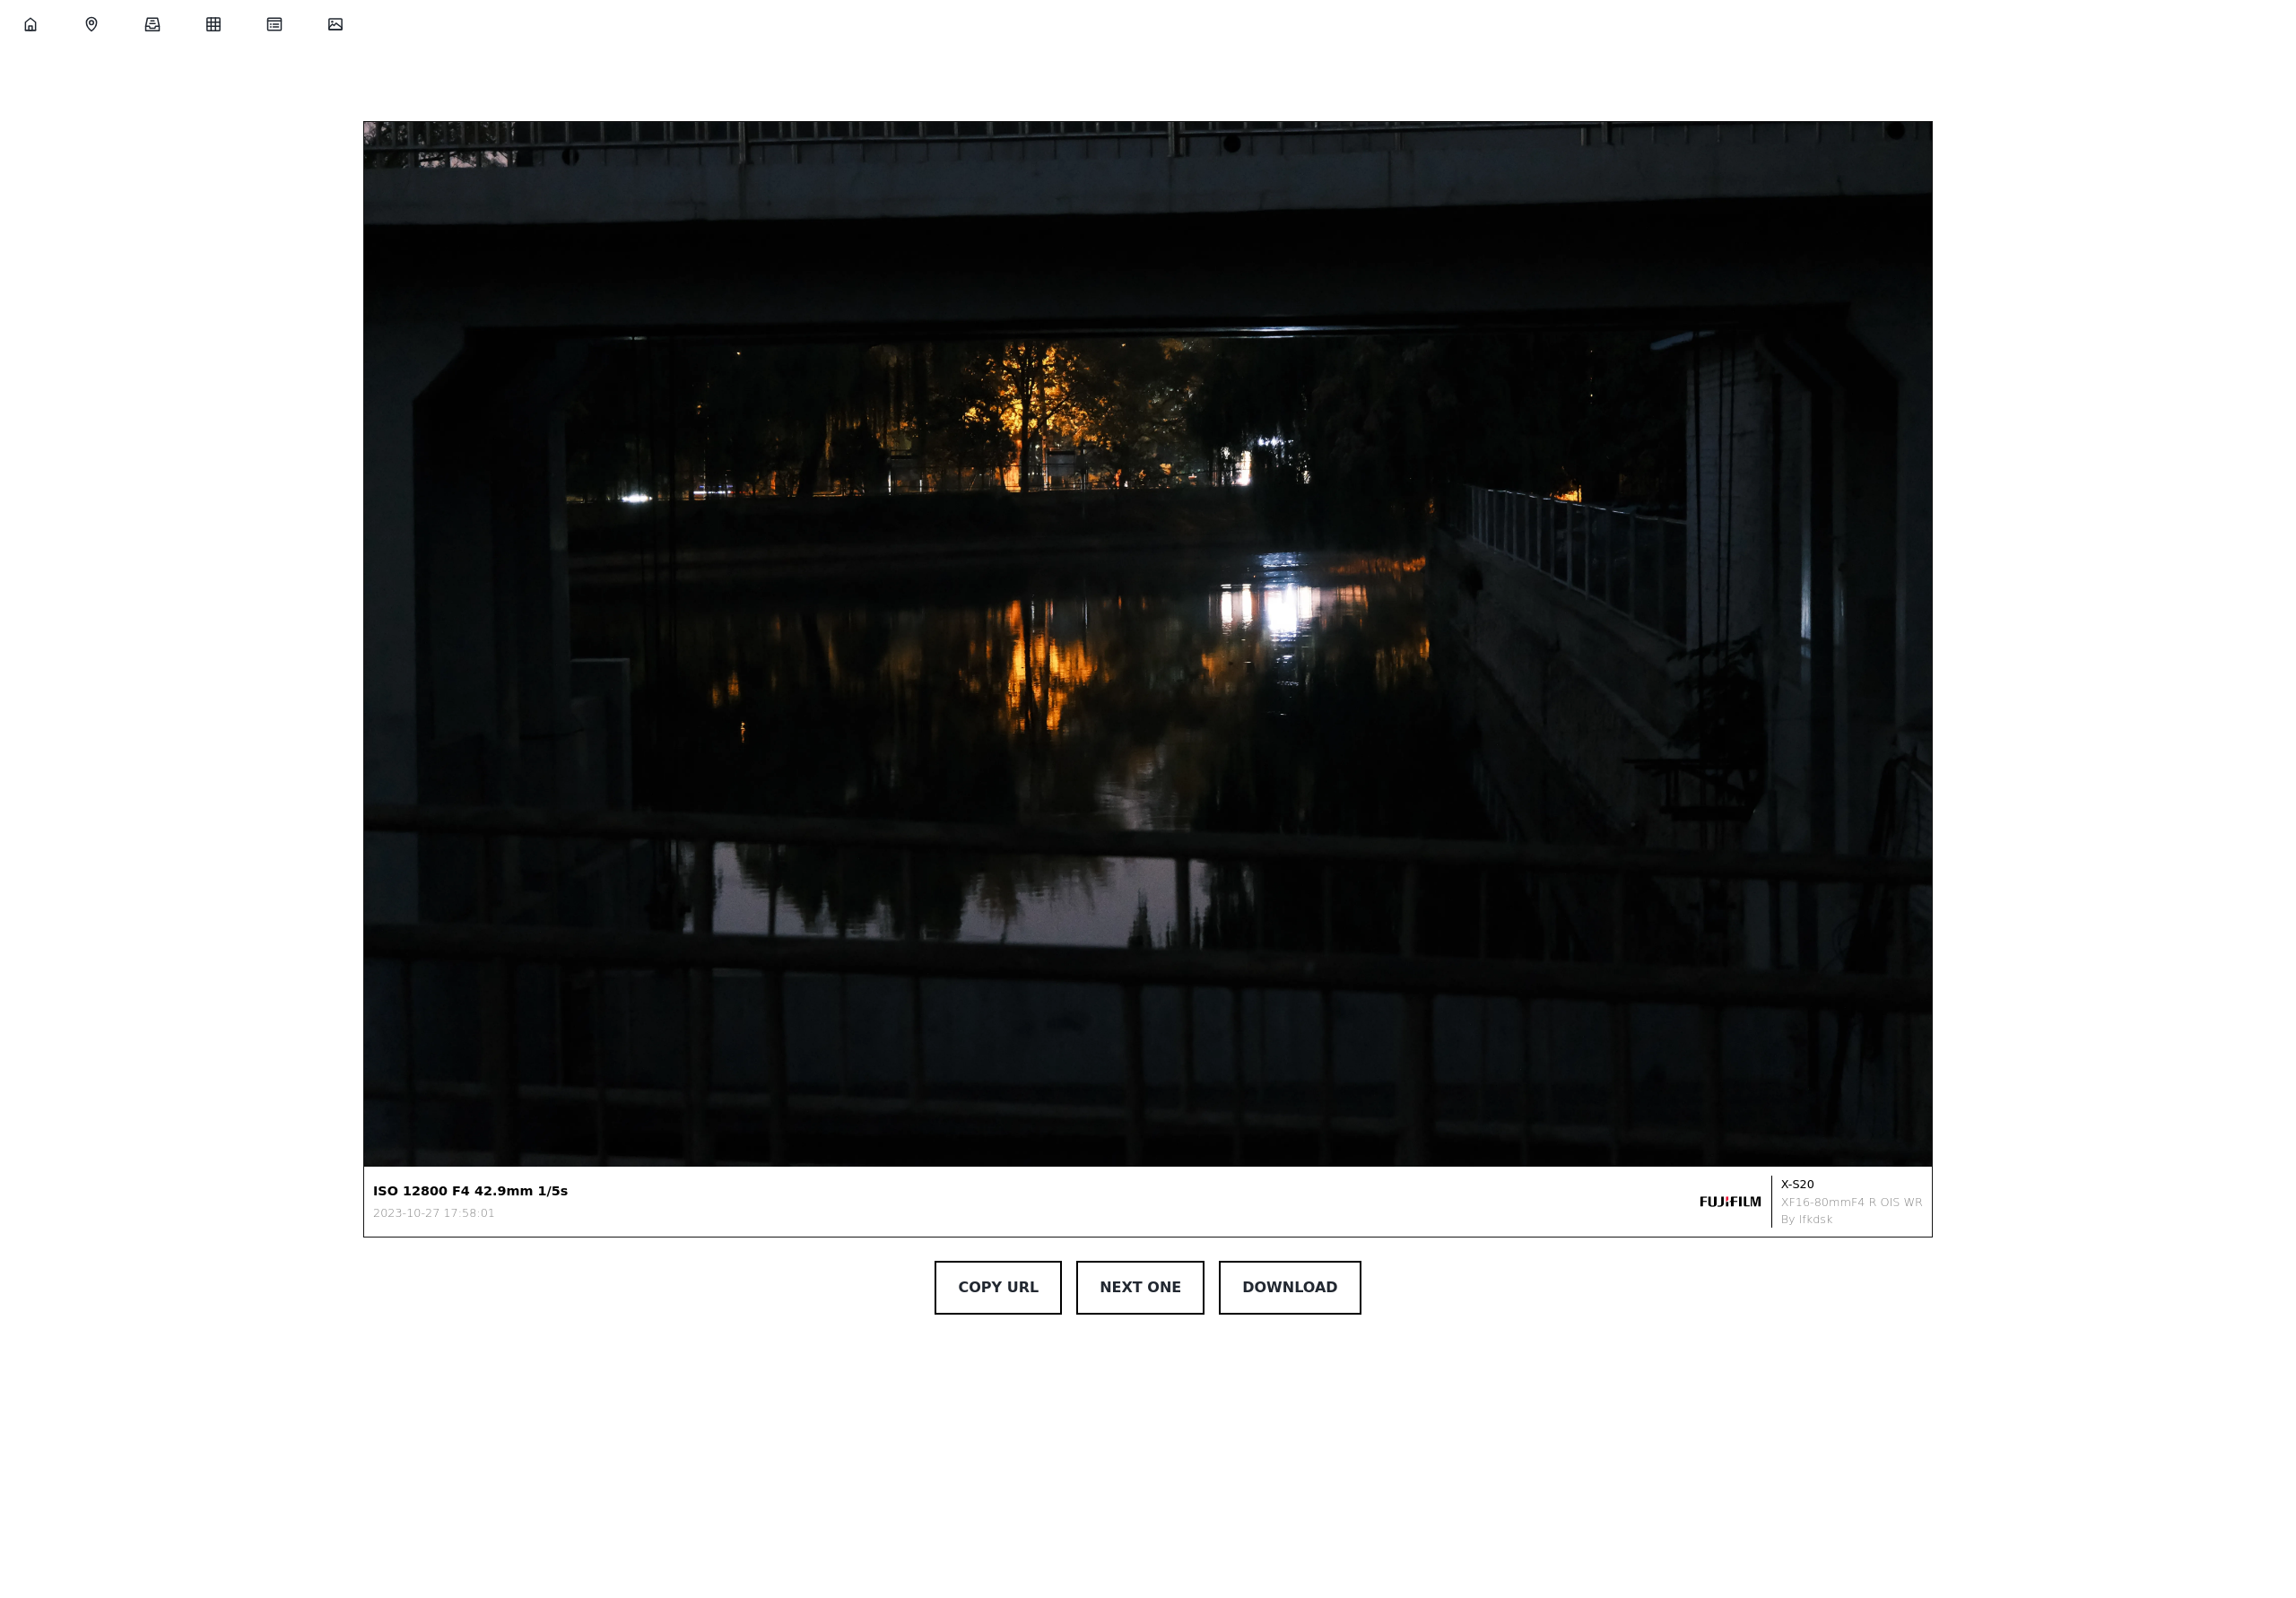 ISO 12800 F4 42.9mm 1/5s
2023-10-27 17:58:01
FUJIFILM
X-S20
XF16-80mmF4 R OIS WR
By lfkdsk
COPY URL
NEXT ONE
DOWNLOAD